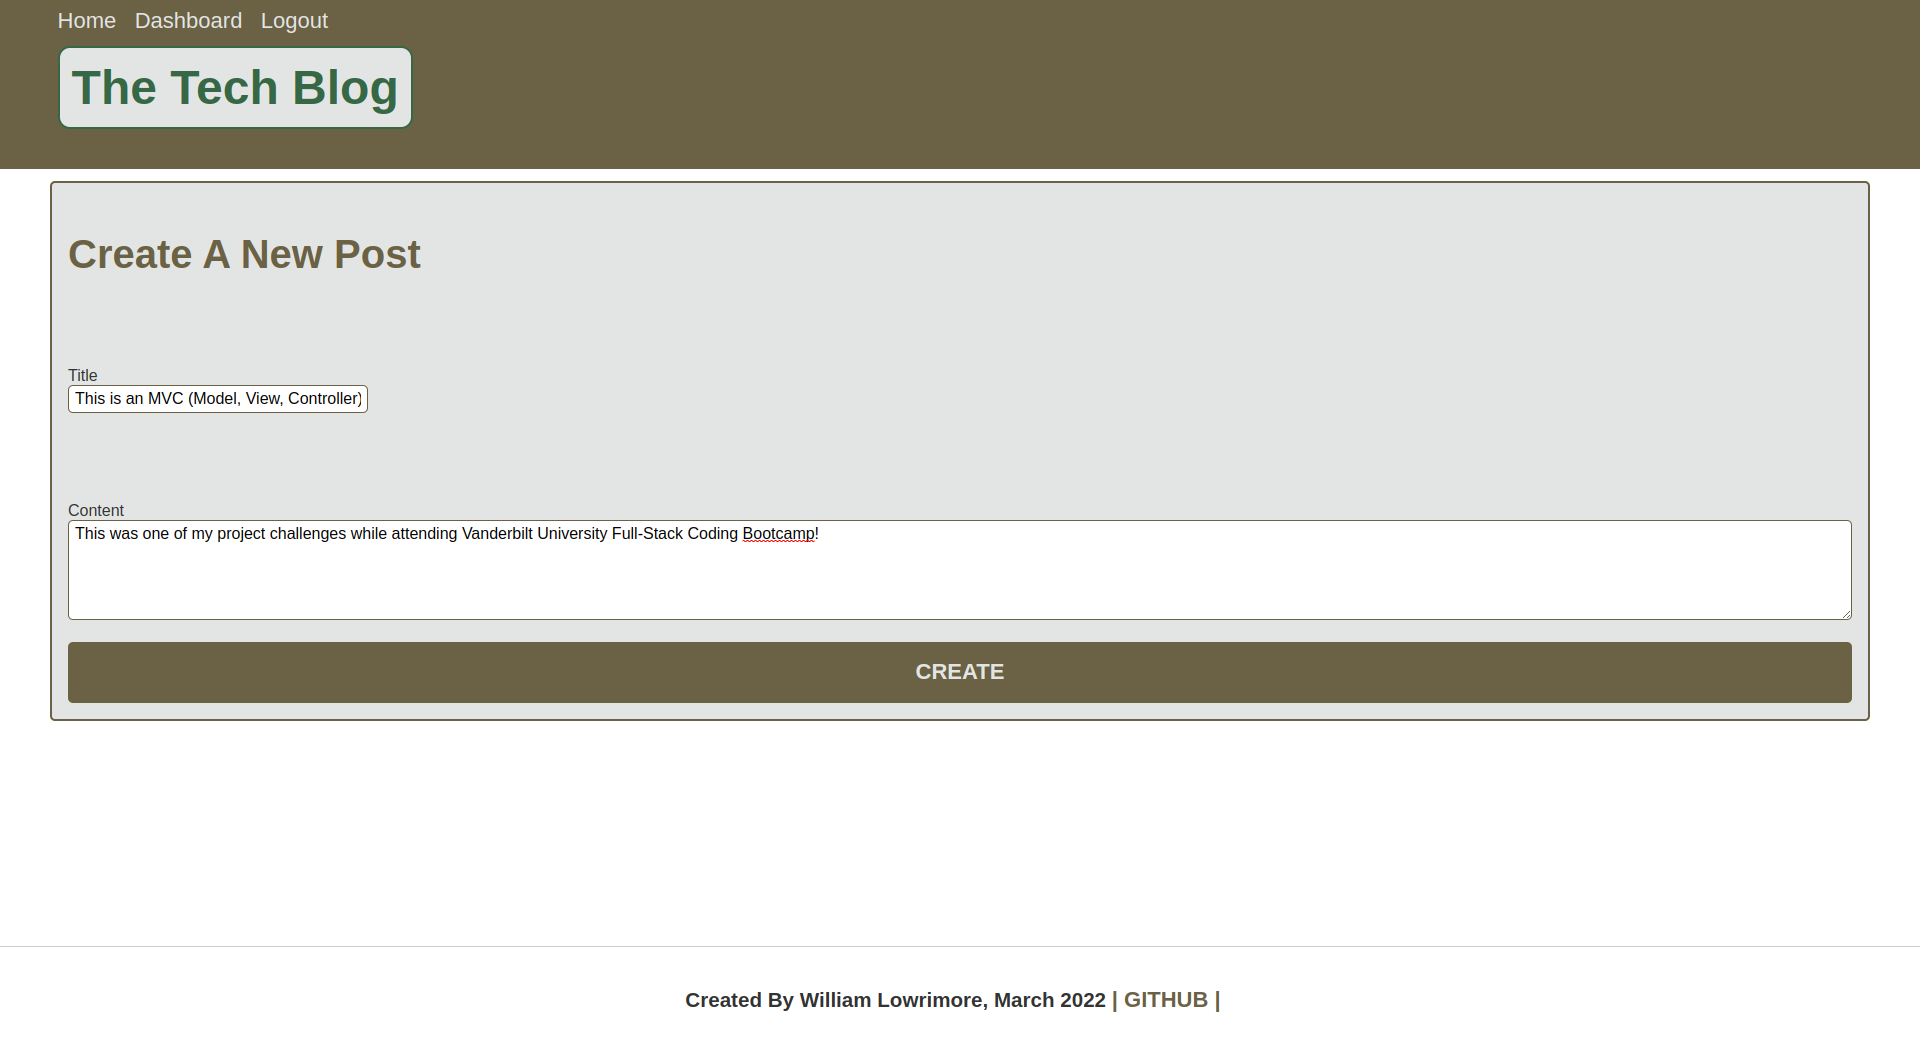 Home Dashboard Logout
The Tech Blog
Create A New Post
Title
This is an MVC (Model, View, Controller)
Content
This was one of my project challenges while attending Vanderbilt University Full-Stack Coding Bootcamp!
CREATE
Created By William Lowrimore, March 2022 | GITHUB |